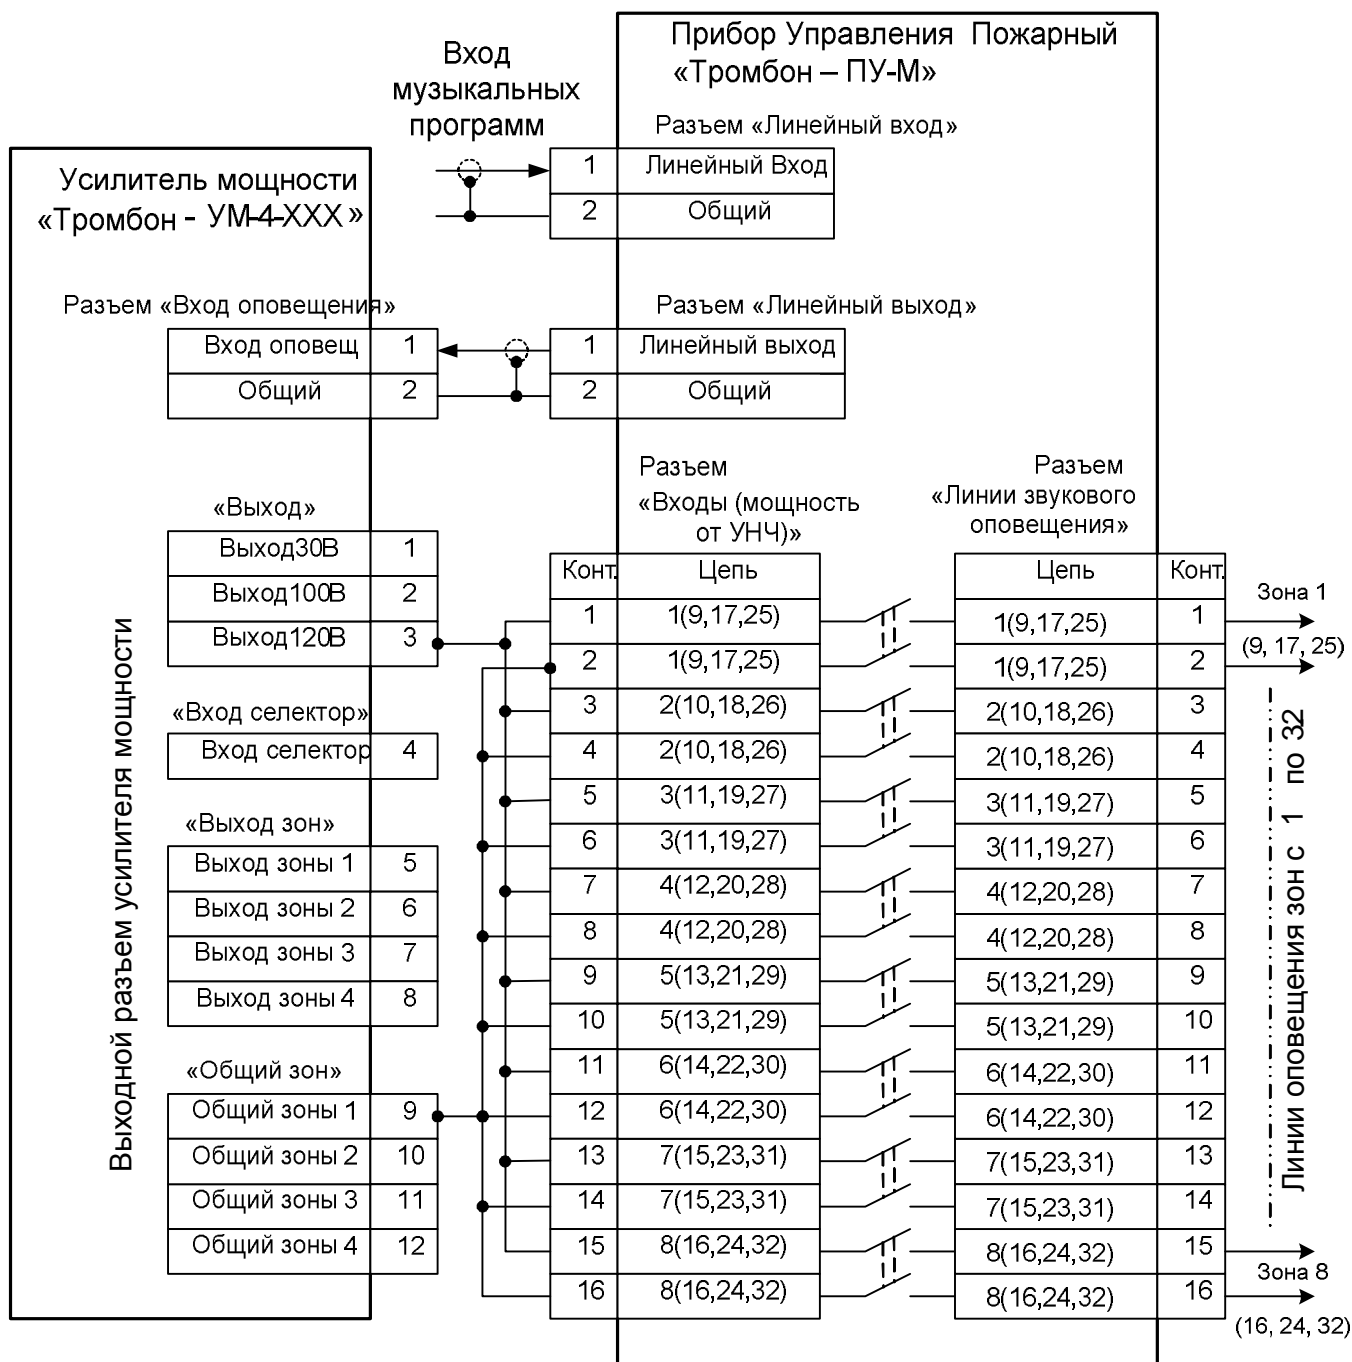 Прибор Управления Пожарный
«Тромбон – ПУ-М»
Вход
музыкальных
программ
Разъем «Линейный вход»
1 Линейный Вход
2 Общий
Усилитель мощности
«Тромбон - УМ-4-ХХХ»
Разъем «Вход оповещения»
Вход оповещ 1
Общий 2
Разъем «Линейный выход»
1 Линейный выход
2 Общий
Выходной разъем усилителя мощности
«Выход»
Выход30В 1
Выход100В 2
Выход120В 3
«Вход селектор»
Вход селектор 4
«Выход зон»
Выход зоны 1 5
Выход зоны 2 6
Выход зоны 3 7
Выход зоны 4 8
«Общий зон»
Общий зоны 1 9
Общий зоны 2 10
Общий зоны 3 11
Общий зоны 4 12
Разъем
«Входы (мощность
от УНЧ)»
Конт. Цепь
1 1(9,17,25)
2 1(9,17,25)
3 2(10,18,26)
4 2(10,18,26)
5 3(11,19,27)
6 3(11,19,27)
7 4(12,20,28)
8 4(12,20,28)
9 5(13,21,29)
10 5(13,21,29)
11 6(14,22,30)
12 6(14,22,30)
13 7(15,23,31)
14 7(15,23,31)
15 8(16,24,32)
16 8(16,24,32)
Разъем
«Линии звукового
оповещения»
Цепь Конт.
1(9,17,25) 1
1(9,17,25) 2
2(10,18,26) 3
2(10,18,26) 4
3(11,19,27) 5
3(11,19,27) 6
4(12,20,28) 7
4(12,20,28) 8
5(13,21,29) 9
5(13,21,29) 10
6(14,22,30) 11
6(14,22,30) 12
7(15,23,31) 13
7(15,23,31) 14
8(16,24,32) 15
8(16,24,32) 16
Зона 1
(9, 17, 25)
Линии оповещения зон с 1 по 32
Зона 8
(16, 24, 32)